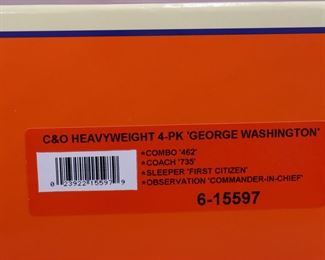 C&O HEAVYWEIGHT 4-PK 'GEORGE WASHINGTON'
*COMBO '462'
*COACH '735'
*SLEEPER 'FIRST CITIZEN'
*OBSERVATION 'COMMANDER-IN-CHIEF'
0 23922 15597 9
6-15597